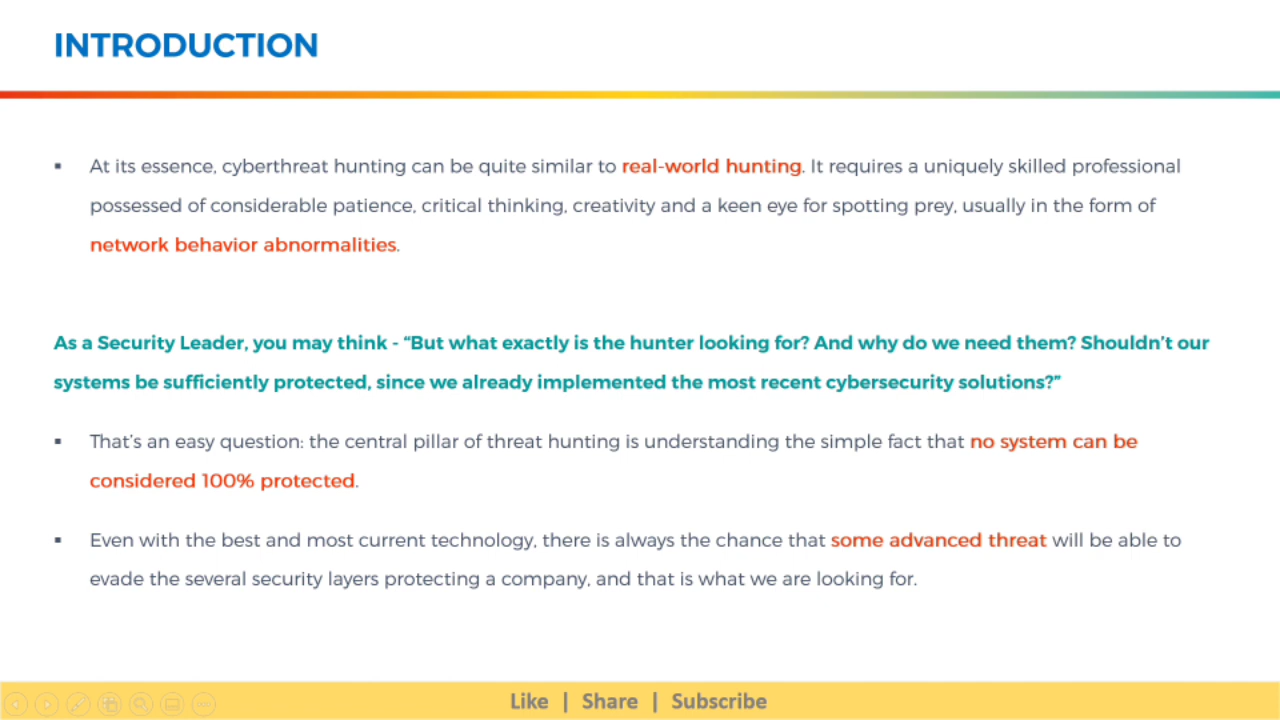 INTRODUCTION
▪ At its essence, cyberthreat hunting can be quite similar to real-world hunting. It requires a uniquely skilled professional
possessed of considerable patience, critical thinking, creativity and a keen eye for spotting prey, usually in the form of
network behavior abnormalities.
As a Security Leader, you may think - “But what exactly is the hunter looking for? And why do we need them? Shouldn’t our
systems be sufficiently protected, since we already implemented the most recent cybersecurity solutions?”
▪ That’s an easy question: the central pillar of threat hunting is understanding the simple fact that no system can be
considered 100% protected.
▪ Even with the best and most current technology, there is always the chance that some advanced threat will be able to
evade the several security layers protecting a company, and that is what we are looking for.
Like | Share | Subscribe